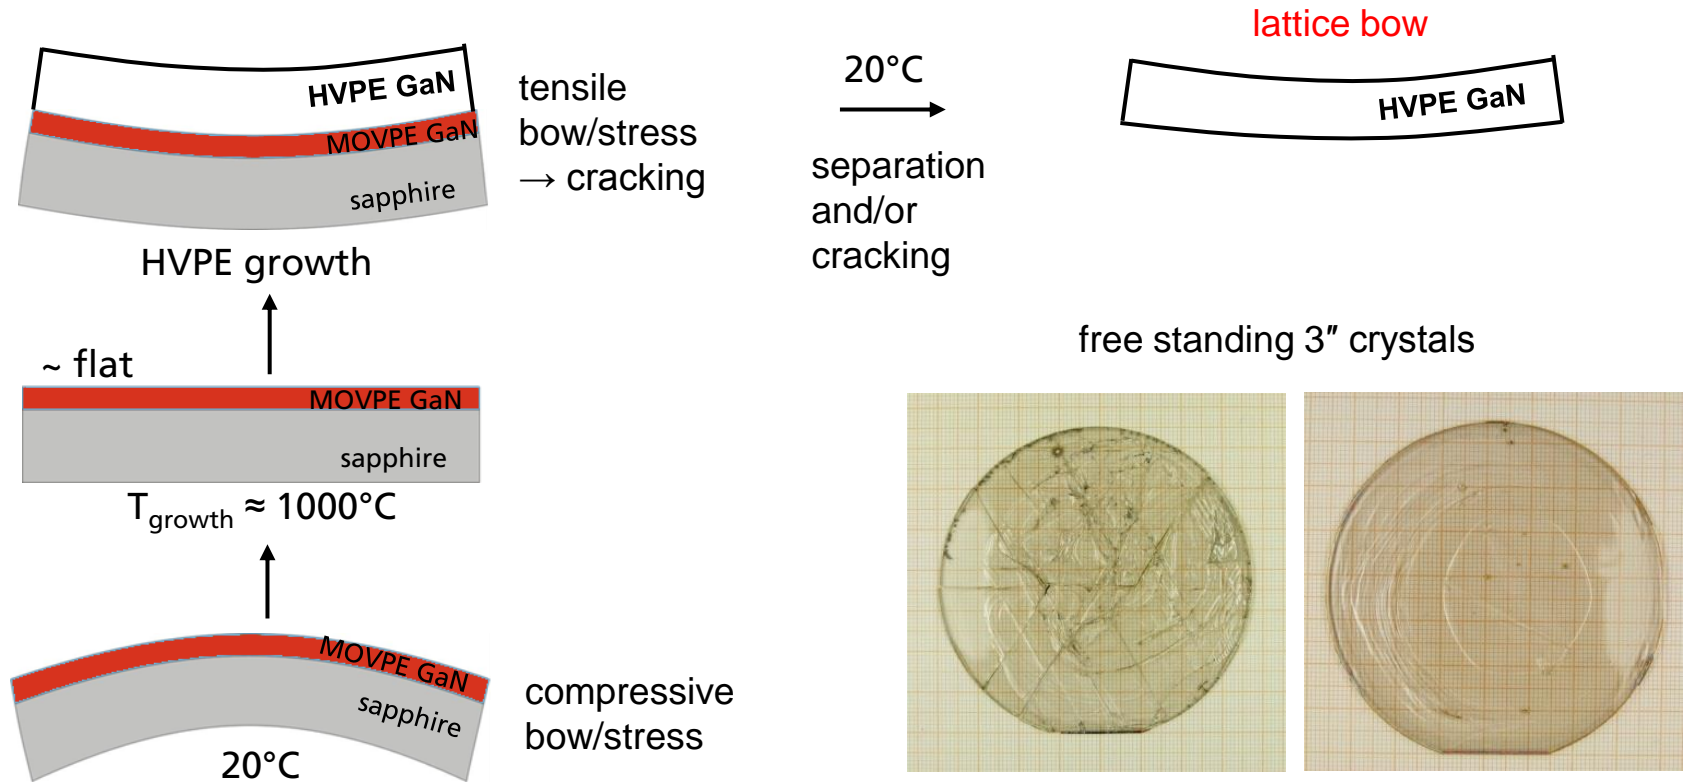 HVPE GaN
MOVPE GaN
sapphire
HVPE growth
tensile
bow/stress
→ cracking
20°C
separation
and/or
cracking
lattice bow
HVPE GaN
~ flat
MOVPE GaN
sapphire
Tgrowth ≈ 1000°C
MOVPE GaN
sapphire
20°C
compressive
bow/stress
free standing 3″ crystals